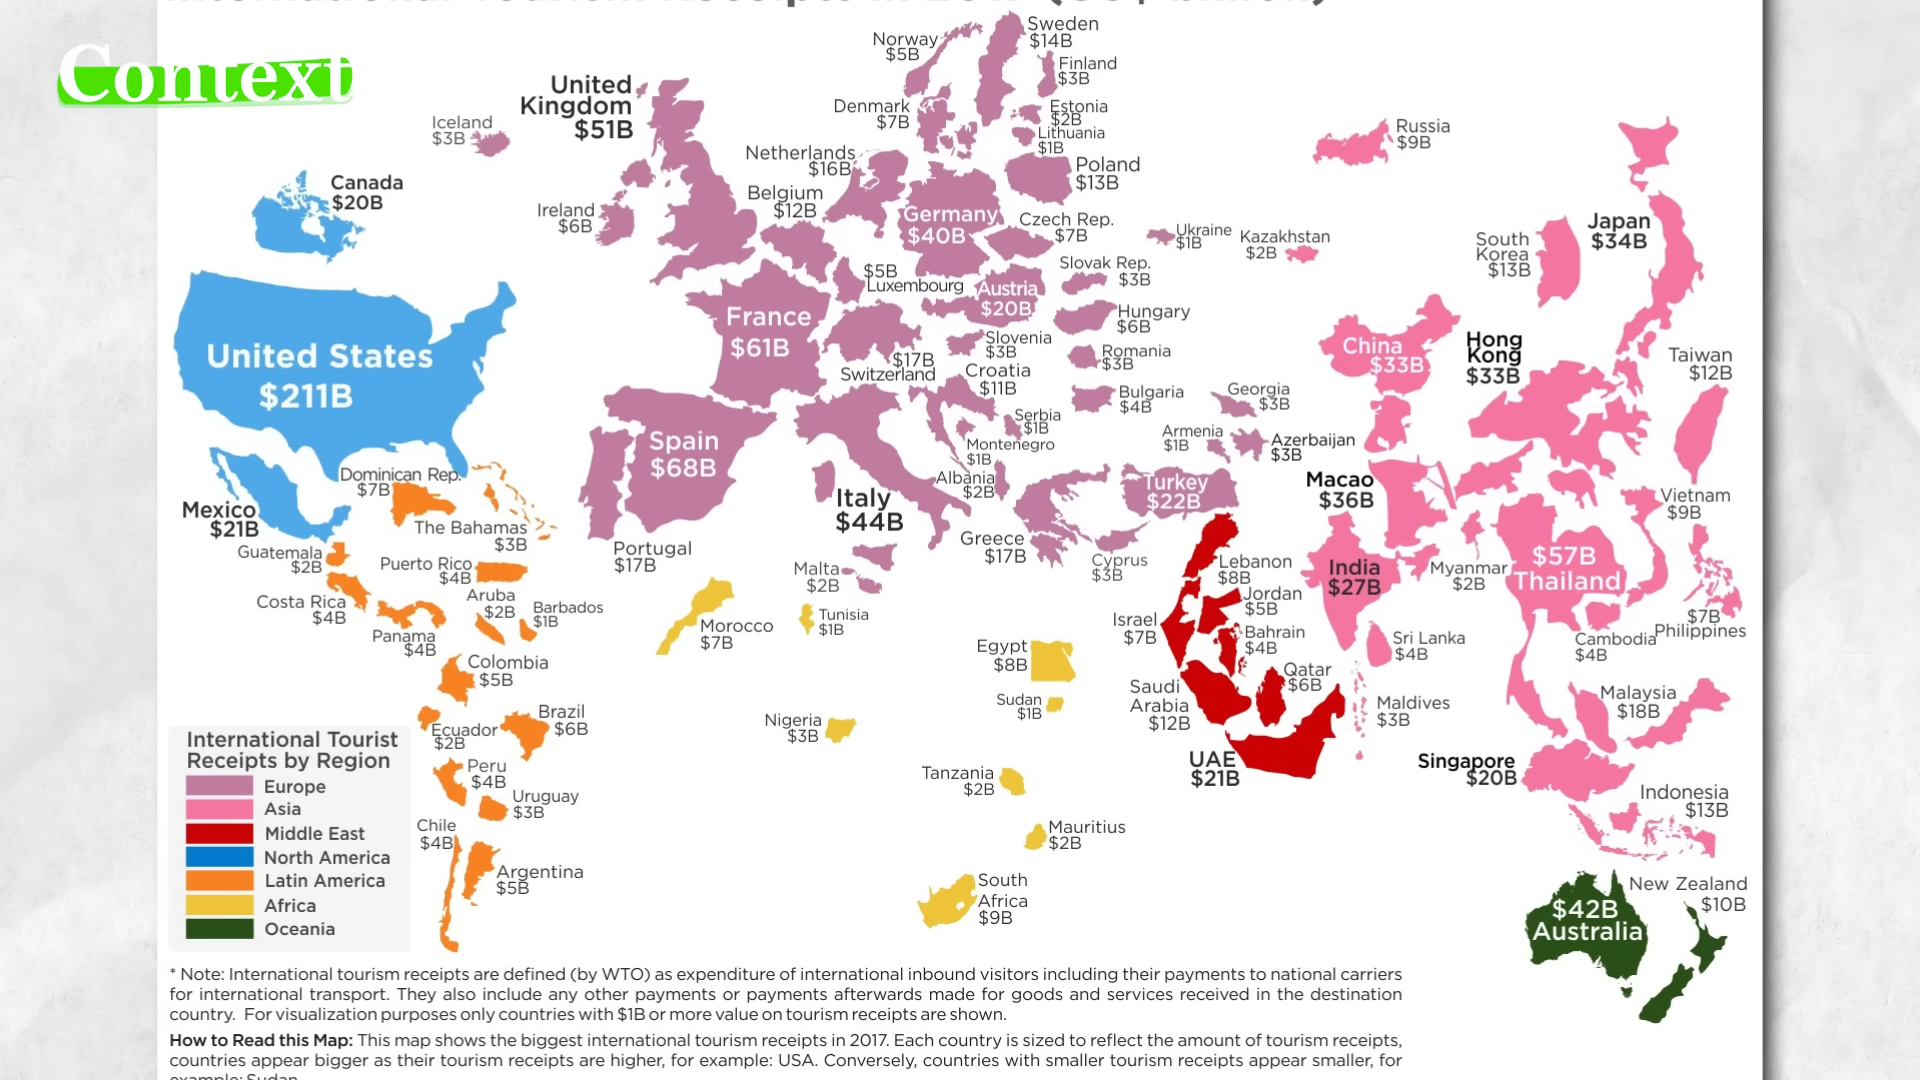 International Tourism Receipts in 2017 (US$ billion)
Context
Norway
$5B
Sweden
$14B
Finland
$3B
United
Kingdom
$51B
Denmark
$7B
Estonia
$2B
Lithuania
$1B
Iceland
$3B
Russia
$9B
Netherlands
$16B
Poland
$13B
Canada
$20B
Belgium
$12B
Ireland
$6B
Germany
$40B
Czech Rep.
$7B
Ukraine
$1B
Kazakhstan
$2B
South
Korea
$13B
Japan
$34B
Slovak Rep.
$3B
$5B
Luxembourg
Austria
$20B
Hungary
$6B
France
$61B
Slovenia
$3B
Romania
$3B
$17B
Switzerland
Croatia
$11B
China
$33B
Hong
Kong
$33B
Taiwan
$12B
United States
$211B
Bulgaria
$4B
Georgia
$3B
Serbia
$1B
Montenegro
$1B
Armenia
$1B
Azerbaijan
$3B
Spain
$68B
Albania
$2B
Turkey
$22B
Macao
$36B
Italy
$44B
Vietnam
$9B
Dominican Rep.
$7B
Mexico
$21B
The Bahamas
$3B
Portugal
$17B
Greece
$17B
Cyprus
$3B
Guatemala
$2B
Puerto Rico
$4B
Malta
$2B
Lebanon
$8B
India
$27B
Myanmar
$2B
$57B
Thailand
Costa Rica
$4B
Aruba
$2B
Barbados
$1B
Jordan
$5B
Panama
$4B
Morocco
$7B
Tunisia
$1B
Israel
$7B
Bahrain
$4B
Sri Lanka
$4B
Cambodia
$4B
$7B
Philippines
Colombia
$5B
Egypt
$8B
Qatar
$6B
Saudi
Arabia
$12B
Sudan
$1B
Maldives
$3B
Malaysia
$18B
Ecuador
$2B
Brazil
$6B
Nigeria
$3B
UAE
$21B
Singapore
$20B
Peru
$4B
Tanzania
$2B
Uruguay
$3B
Indonesia
$13B
Chile
$4B
Mauritius
$2B
Argentina
$5B
South
Africa
$9B
$42B
Australia
New Zealand
$10B
International Tourist
Receipts by Region
Europe
Asia
Middle East
North America
Latin America
Africa
Oceania
* Note: International tourism receipts are defined (by WTO) as expenditure of international inbound visitors including their payments to national carriers
for international transport. They also include any other payments or payments afterwards made for goods and services received in the destination
country. For visualization purposes only countries with $1B or more value on tourism receipts are shown.
How to Read this Map: This map shows the biggest international tourism receipts in 2017. Each country is sized to reflect the amount of tourism receipts,
countries appear bigger as their tourism receipts are higher, for example: USA. Conversely, countries with smaller tourism receipts appear smaller, for
example: Sudan